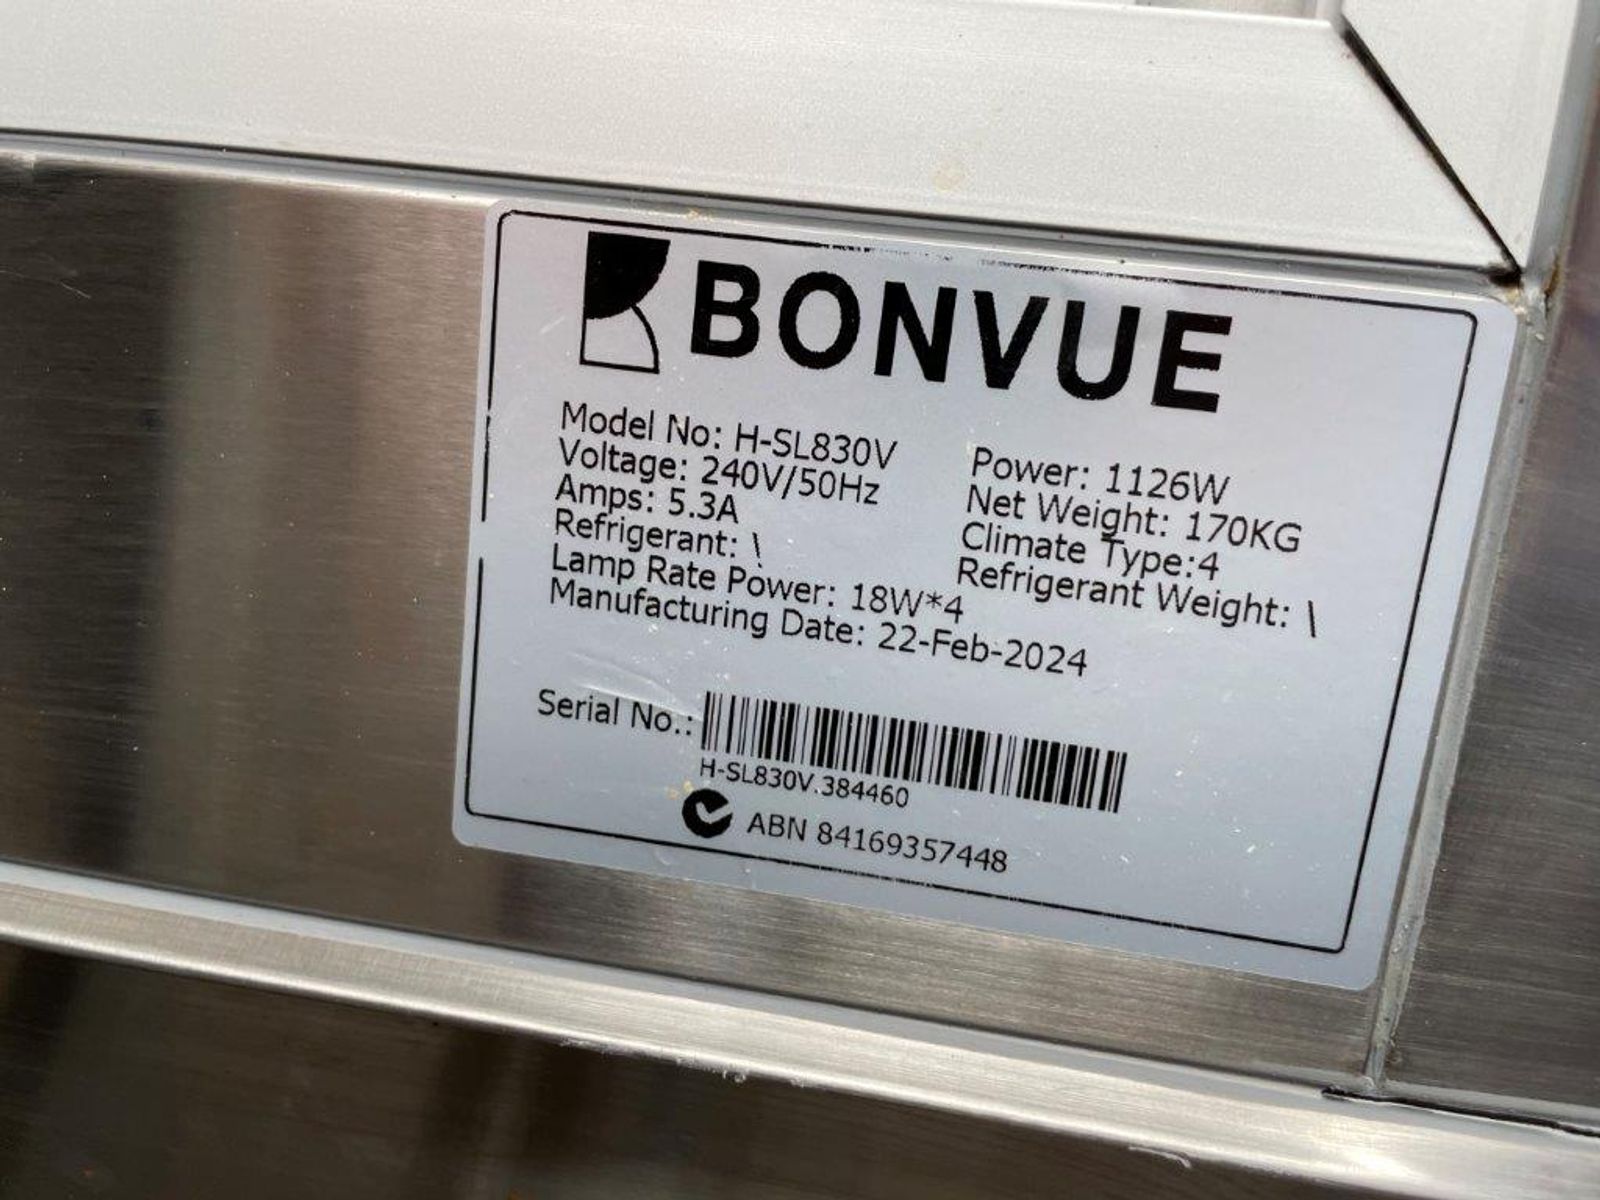 BONVUE
Model No: H-SL830V
Voltage: 240V/50Hz
Amps: 5.3A
Refrigerant: \
Lamp Rate Power: 18W*4
Manufacturing Date: 22-Feb-2024
Power: 1126W
Net Weight: 170KG
Climate Type:4
Refrigerant Weight: \
Serial No.:
H-SL830V.384460
ABN 84169357448